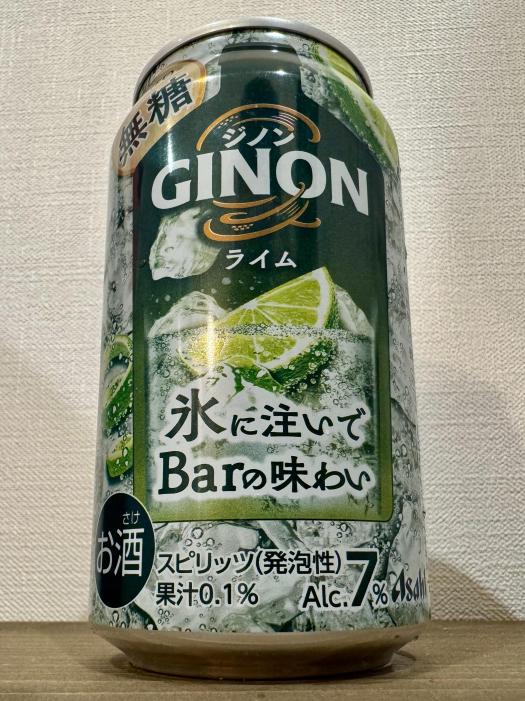 無糖
ジノン
GINON
ライム
氷に注いで
Barの味わい
さけ
お酒
スピリッツ(発泡性)
果汁0.1%
Alc.7%
Asahi